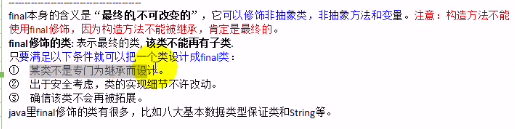 final本身的含义是“最终的,不可改变的”，它可以修饰非抽象类，非抽象方法和变量。注意：构造方法不能
使用final修饰，因为构造方法不能被继承，肯定是最终的。
final修饰的类: 表示最终的类, 该类不能再有子类.
只要满足以下条件就可以把一个类设计成final类：
① 某类不是专门为继承而设计。
② 出于安全考虑，类的实现细节不许改动。
③ 确信该类不会再被拓展。
java里final修饰的类有很多，比如八大基本数据类型保证类和String等。